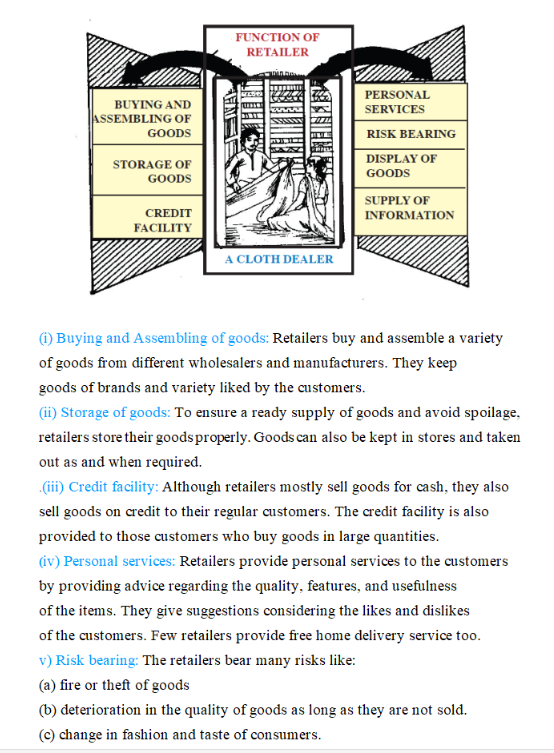 FUNCTION OF
RETAILER
BUYING AND
ASSEMBLING OF
GOODS
STORAGE OF
GOODS
CREDIT
FACILITY
PERSONAL
SERVICES
RISK BEARING
DISPLAY OF
GOODS
SUPPLY OF
INFORMATION
A CLOTH DEALER
(i) Buying and Assembling of goods: Retailers buy and assemble a variety
of goods from different wholesalers and manufacturers. They keep
goods of brands and variety liked by the customers.
(ii) Storage of goods: To ensure a ready supply of goods and avoid spoilage,
retailers store their goods properly. Goods can also be kept in stores and taken
out as and when required.
.(iii) Credit facility: Although retailers mostly sell goods for cash, they also
sell goods on credit to their regular customers. The credit facility is also
provided to those customers who buy goods in large quantities.
(iv) Personal services: Retailers provide personal services to the customers
by providing advice regarding the quality, features, and usefulness
of the items. They give suggestions considering the likes and dislikes
of the customers. Few retailers provide free home delivery service too.
v) Risk bearing: The retailers bear many risks like:
(a) fire or theft of goods
(b) deterioration in the quality of goods as long as they are not sold.
(c) change in fashion and taste of consumers.